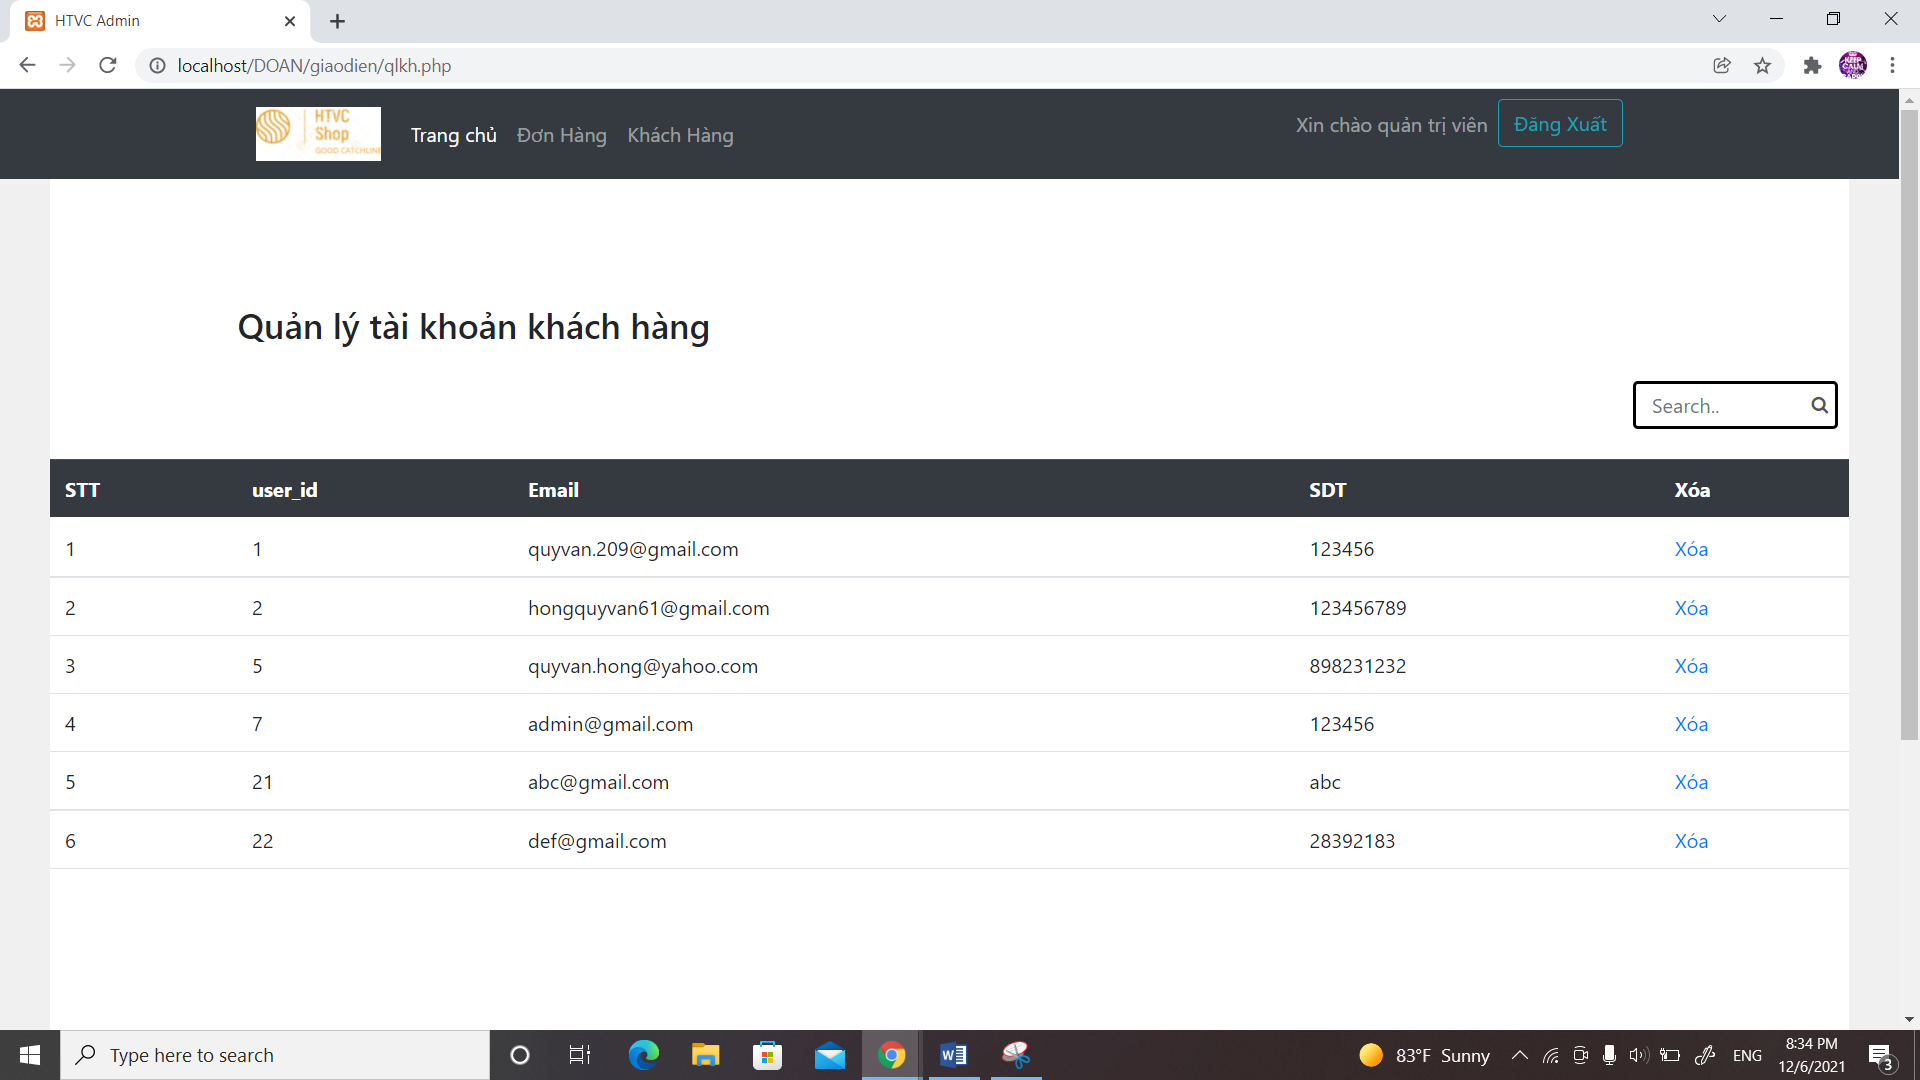 HTVC Admin
localhost/DOAN/giaodien/qlkh.php
HTVC
Shop
GOOD CATCHLINE
Trang chủ Đơn Hàng Khách Hàng
Xin chào quản trị viên Đăng Xuất
Quản lý tài khoản khách hàng
Search..
STT user_id Email SDT Xóa
1 1 quyvan.209@gmail.com 123456 Xóa
2 2 hongquyvan61@gmail.com 123456789 Xóa
3 5 quyvan.hong@yahoo.com 898231232 Xóa
4 7 admin@gmail.com 123456 Xóa
5 21 abc@gmail.com abc Xóa
6 22 def@gmail.com 28392183 Xóa
Type here to search
83°F Sunny
ENG
8:34 PM
12/6/2021
3